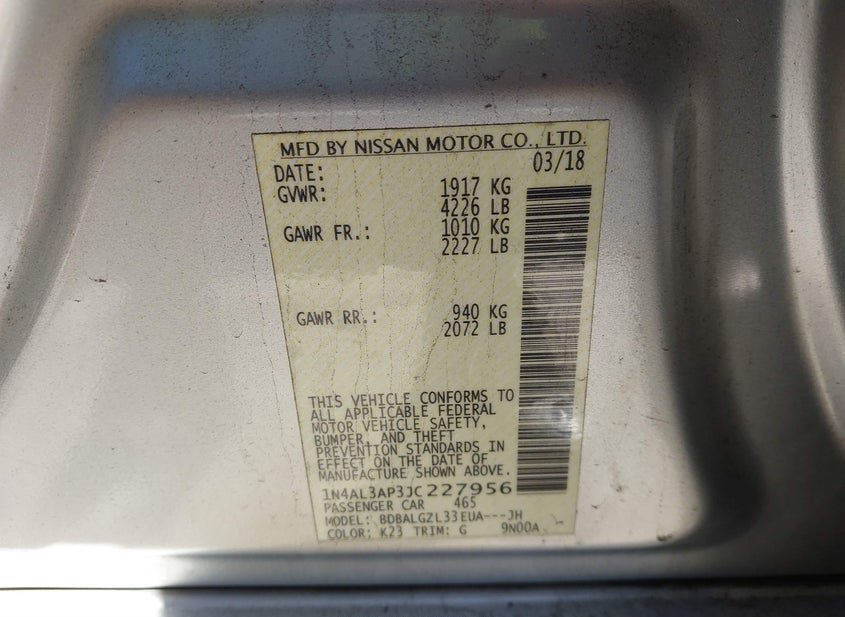 MFD BY NISSAN MOTOR CO., LTD.
DATE: 03/18
GVWR: 1917 KG
4226 LB
GAWR FR.: 1010 KG
2227 LB
GAWR RR.: 940 KG
2072 LB
THIS VEHICLE CONFORMS TO
ALL APPLICABLE FEDERAL
MOTOR VEHICLE SAFETY,
BUMPER, AND THEFT
PREVENTION STANDARDS IN
EFFECT ON THE DATE OF
MANUFACTURE SHOWN ABOVE.
1N4AL3AP3JC227956
PASSENGER CAR 465
MODEL: BDBALGZL33EUA---JH
COLOR: K23 TRIM: G 9N00A